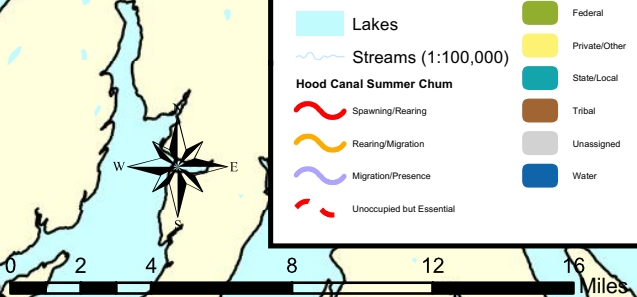 Lakes
Streams (1:100,000)
Hood Canal Summer Chum
Spawning/Rearing
Rearing/Migration
Migration/Presence
Unoccupied but Essential
Federal
Private/Other
State/Local
Tribal
Unassigned
Water
N
W E
S
0 2 4 8 12 16
Miles